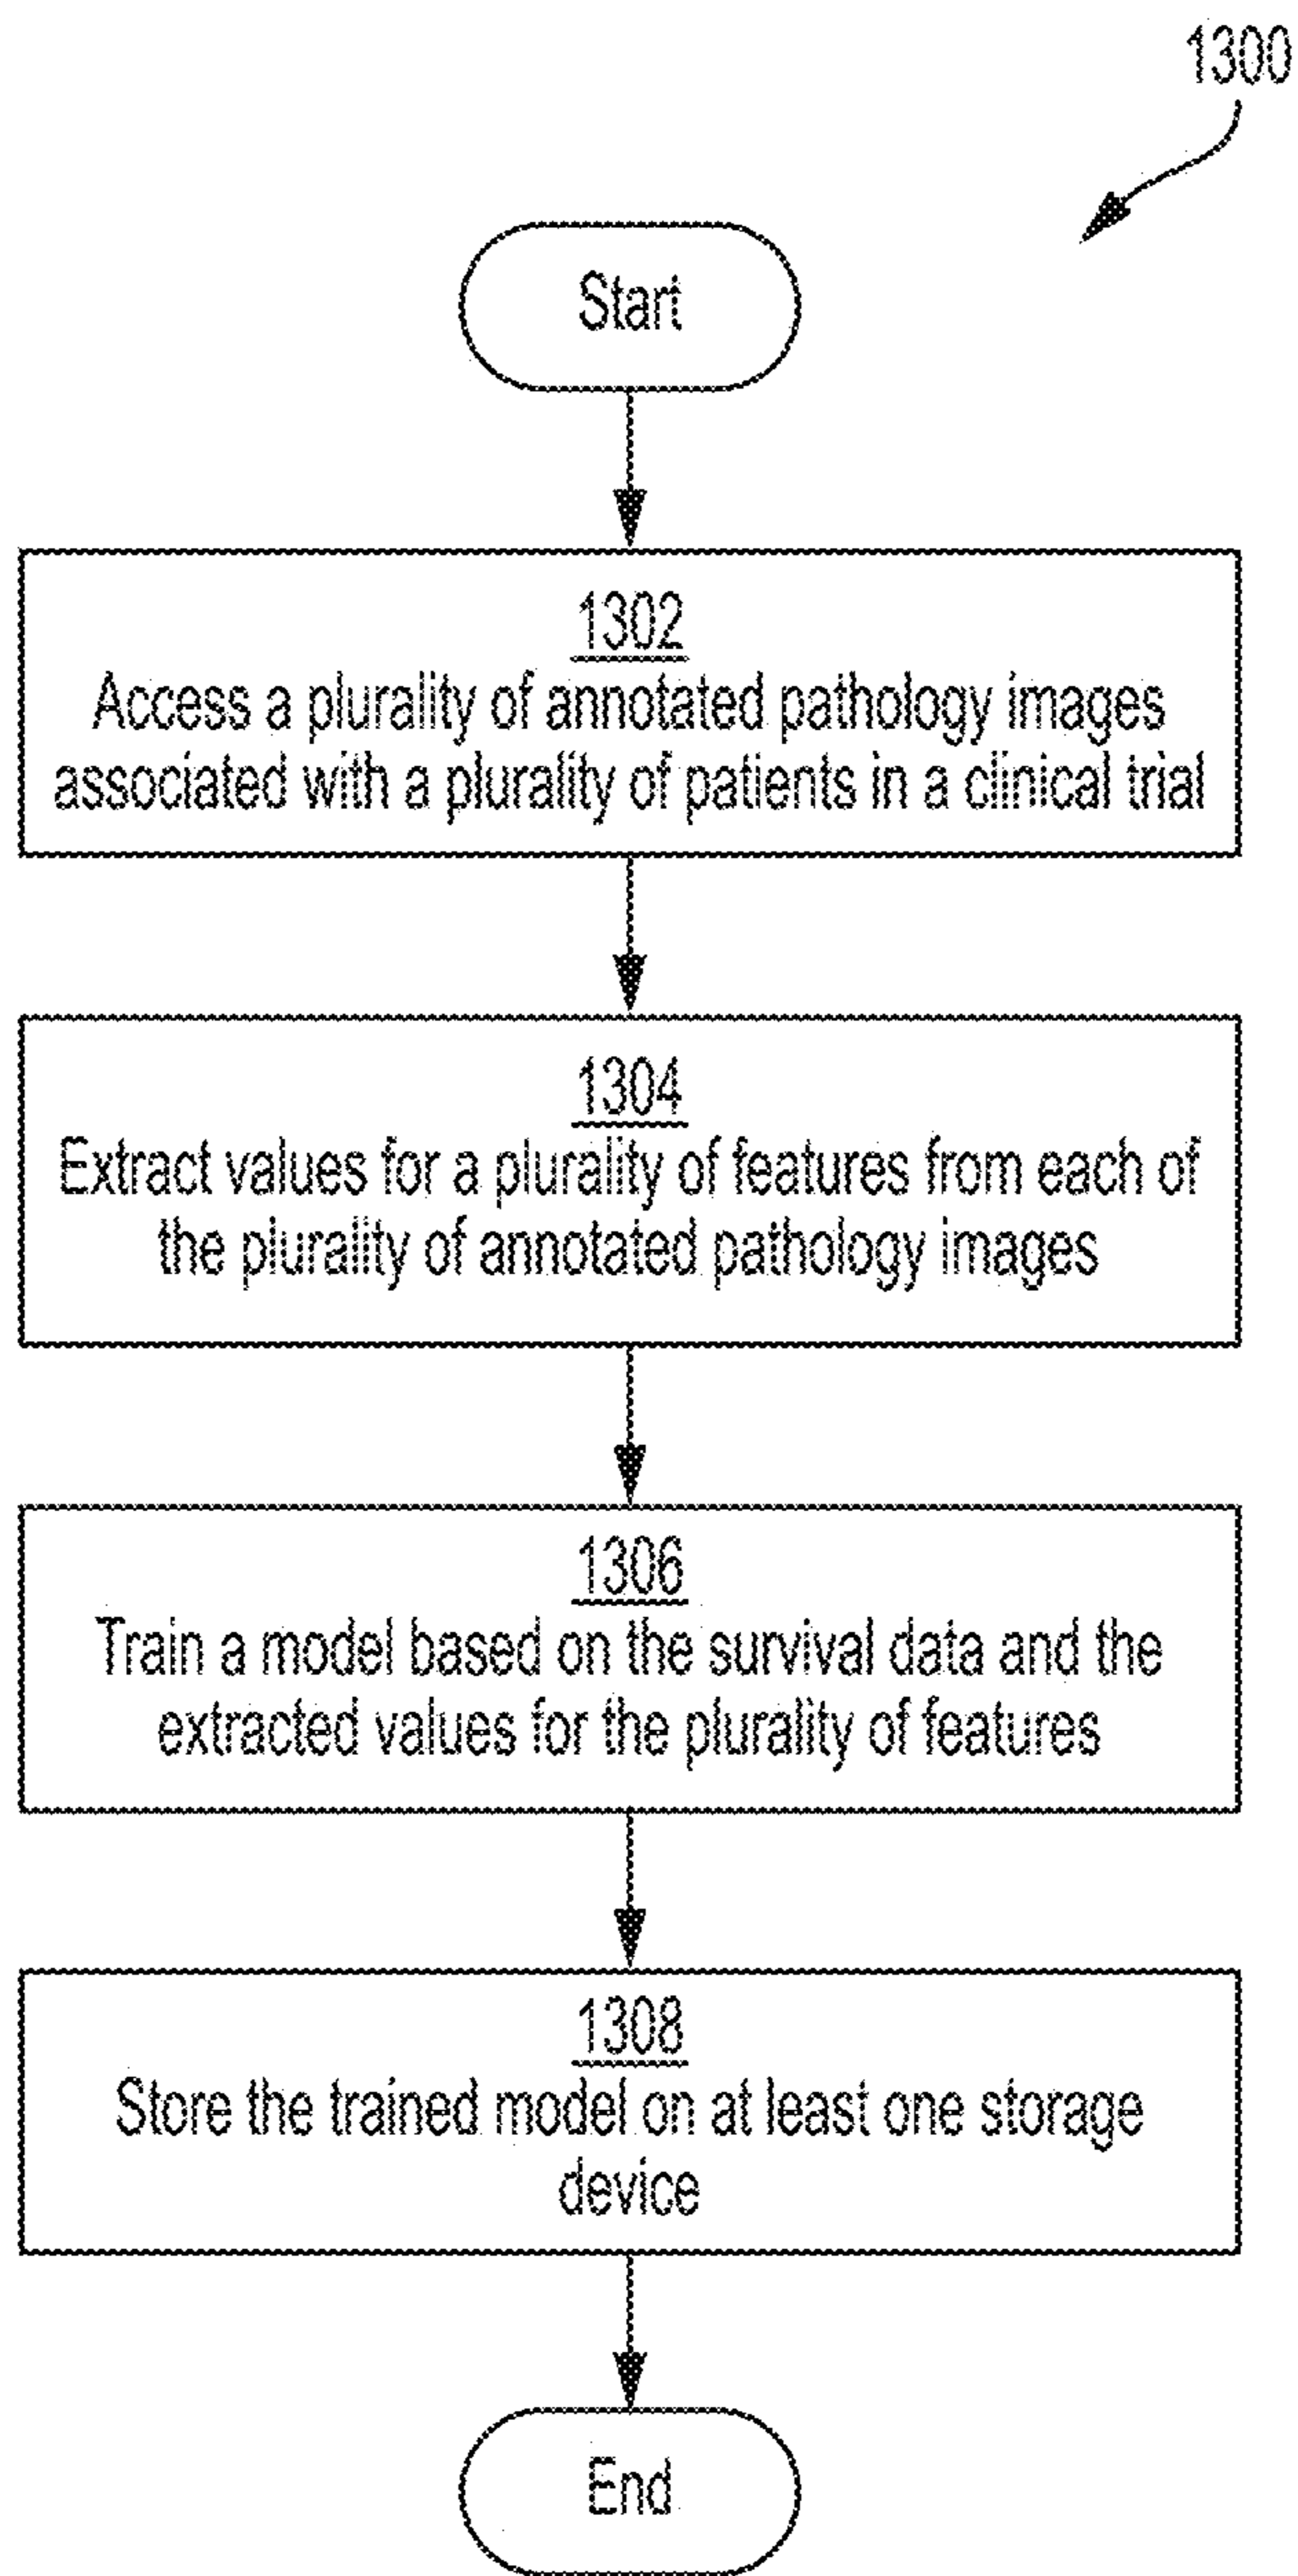 1300
Start
1302
Access a plurality of annotated pathology images
associated with a plurality of patients in a clinical trial
1304
Extract values for a plurality of features from each of
the plurality of annotated pathology images
1306
Train a model based on the survival data and the
extracted values for the plurality of features
1308
Store the trained model on at least one storage
device
End